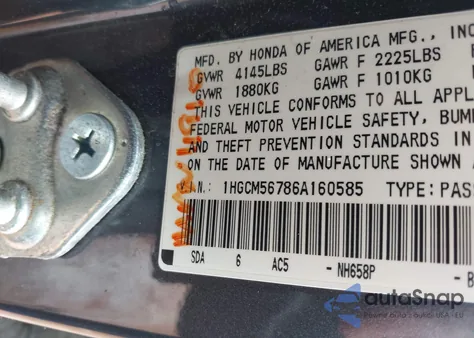 MFD. BY HONDA OF AMERICA MFG., INC
GVWR 4145LBS GAWR F 2225LBS
GVWR 1880KG GAWR F 1010KG
THIS VEHICLE CONFORMS TO ALL APPL
FEDERAL MOTOR VEHICLE SAFETY, BUM
AND THEFT PREVENTION STANDARDS IN
ON THE DATE OF MANUFACTURE SHOWN
V.I.N: 1HGCM56786A160585 TYPE: PAS
SDA 6 AC5 -NH658P -B
autoSnap